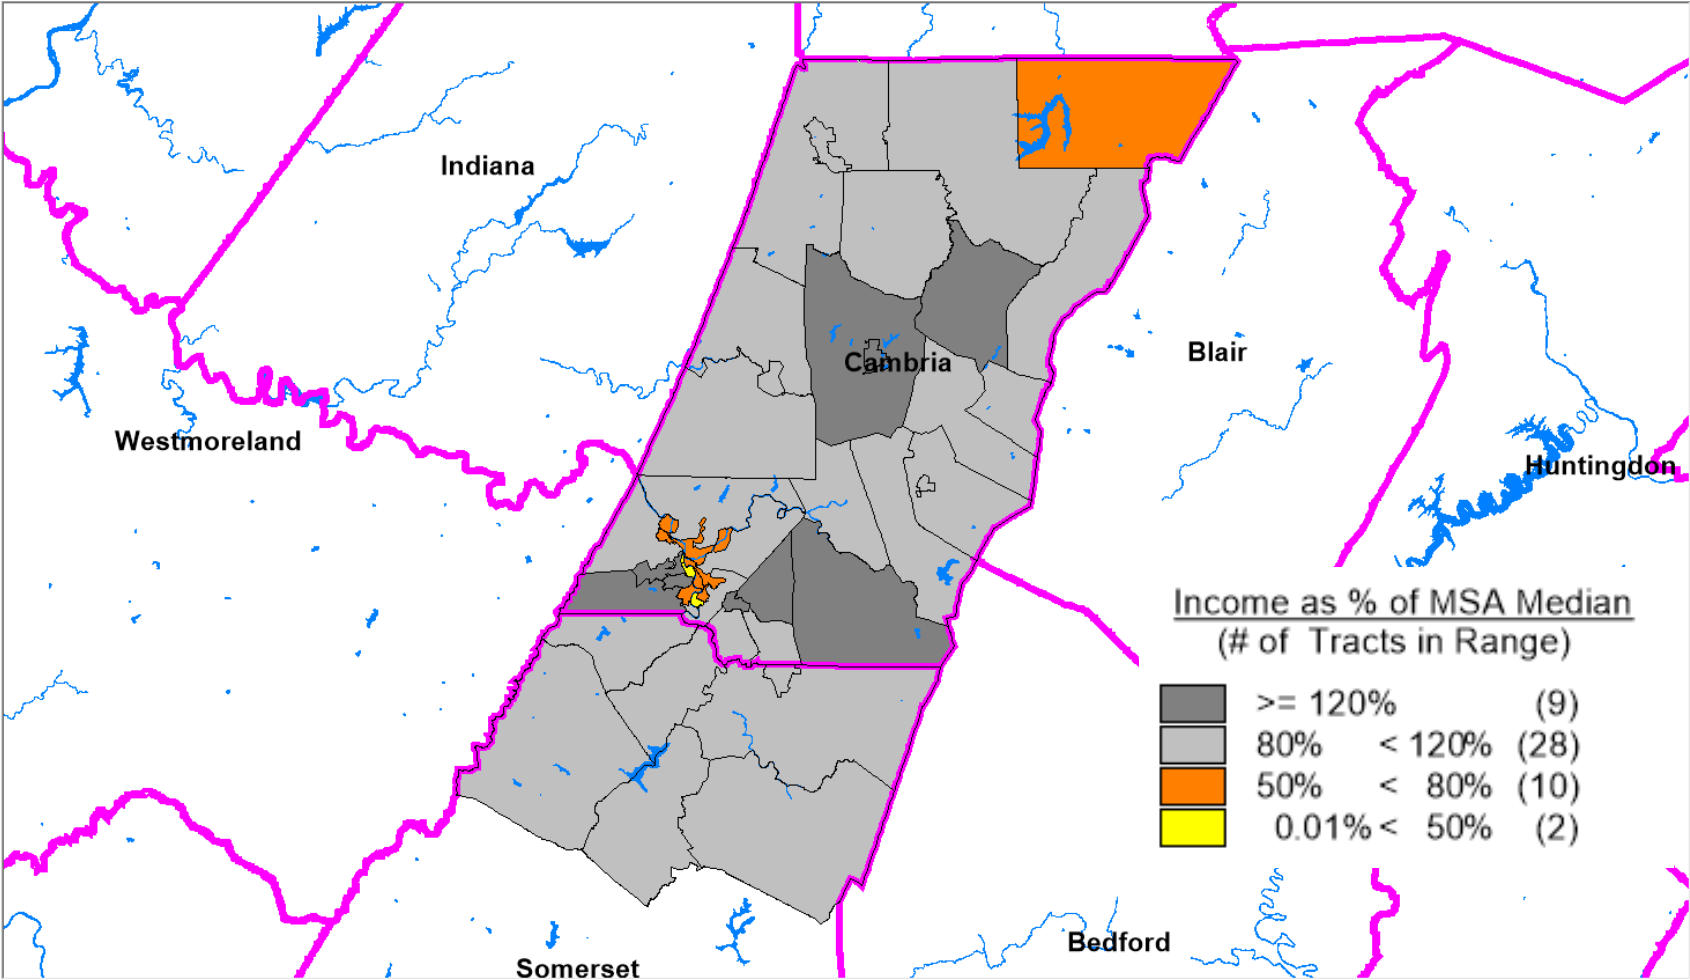 Indiana
Cambria
Blair
Westmoreland
Huntingdon
Income as % of MSA Median
(# of Tracts in Range)
>= 120% (9)
80% < 120% (28)
50% < 80% (10)
0.01% < 50% (2)
Bedford
Somerset